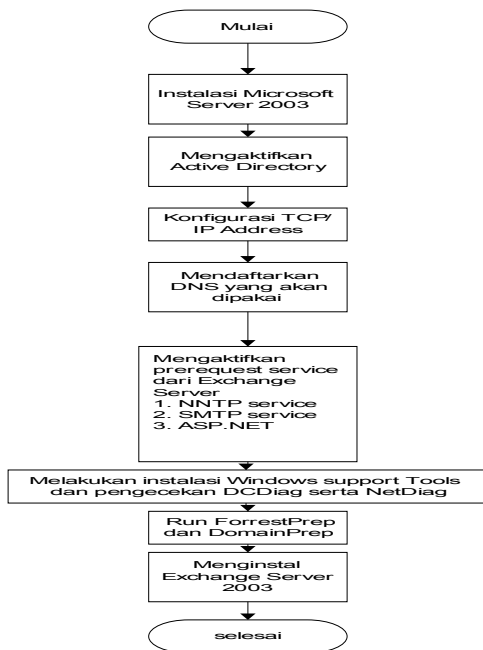 Mulai
Instalasi Microsoft
Server 2003
Mengaktifkan
Active Directory
Konfigurasi TCP/
IP Address
Mendaftarkan
DNS yang akan
dipakai
Mengaktifkan
prerequest service
dari Exchange
Server
1. NNTP service
2. SMTP service
3. ASP.NET
Melakukan instalasi Windows support Tools
dan pengecekan DCDiag serta NetDiag
Run ForrestPrep
dan DomainPrep
Menginstal
Exchange Server
2003
selesai